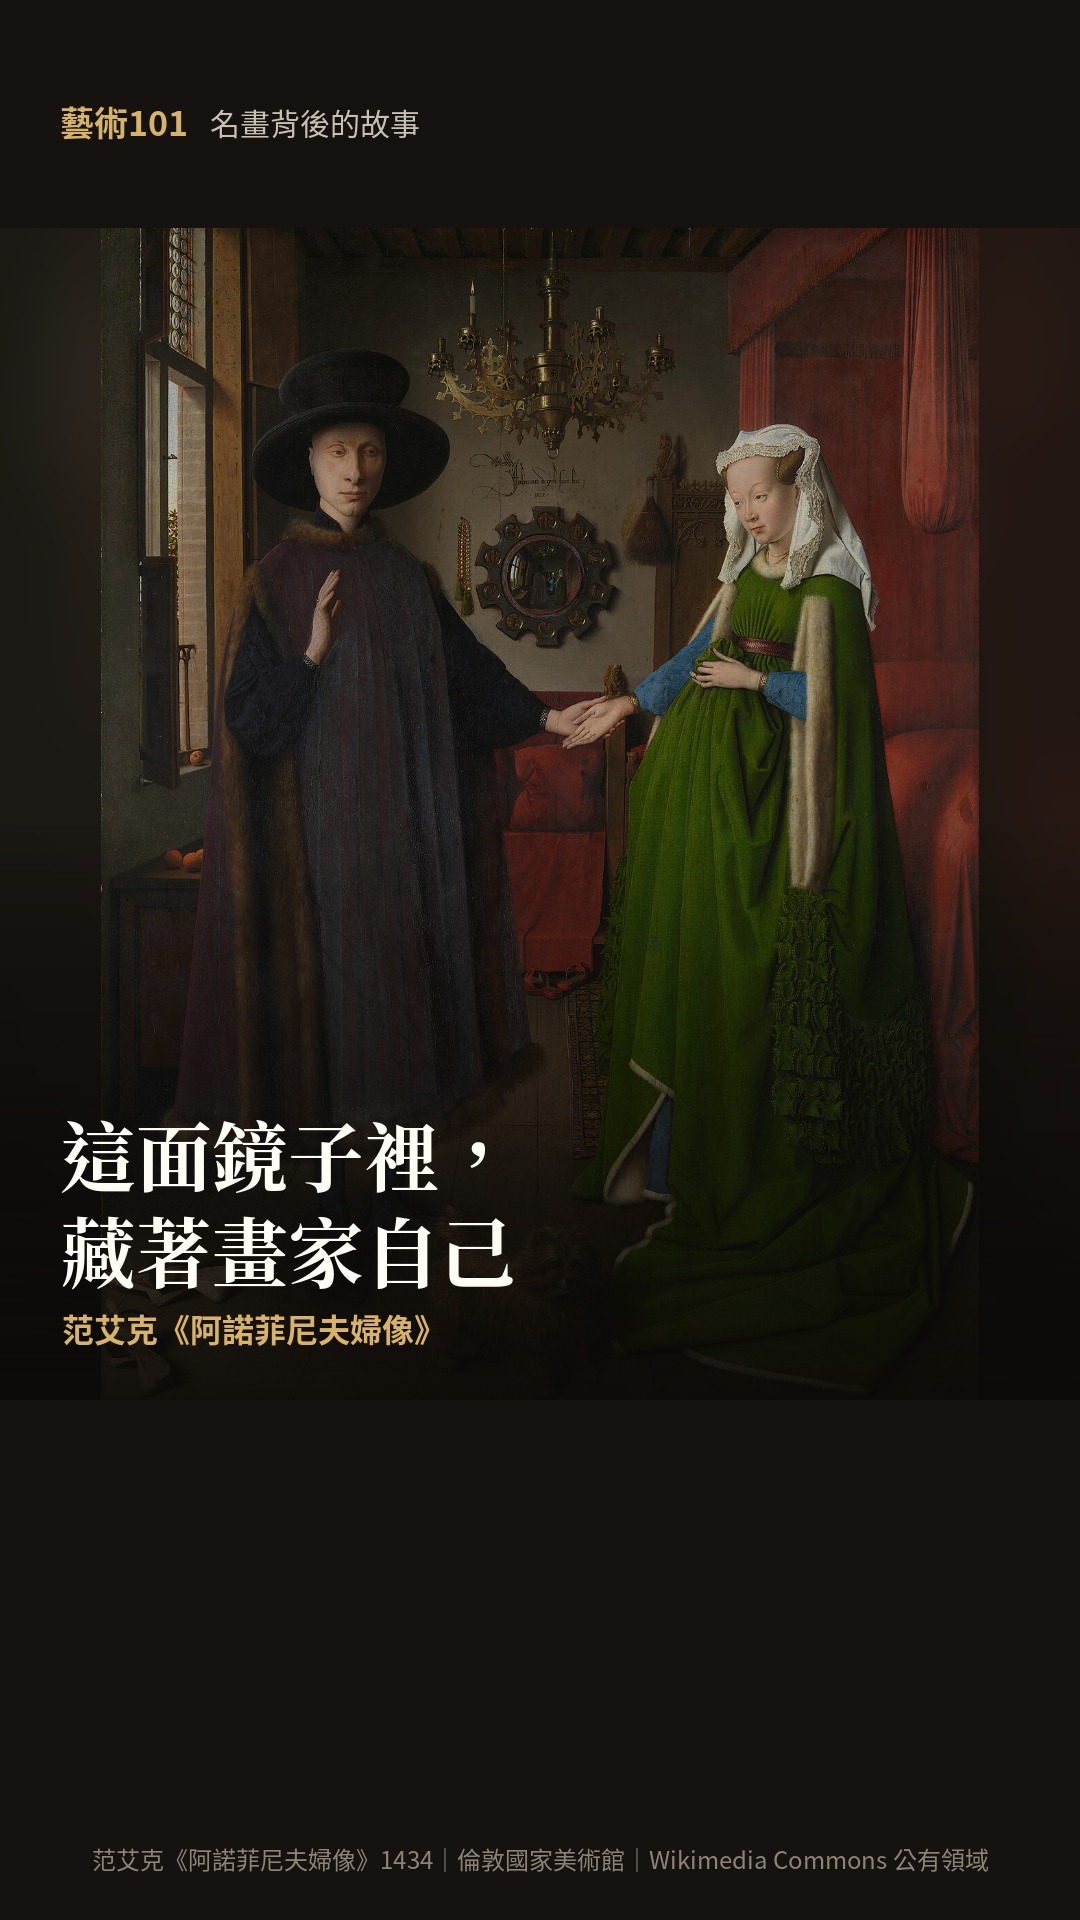 藝術101 名畫背後的故事
這面鏡子裡，
藏著畫家自己
范艾克《阿諾菲尼夫婦像》
范艾克《阿諾菲尼夫婦像》1434｜倫敦國家美術館｜Wikimedia Commons 公有領域